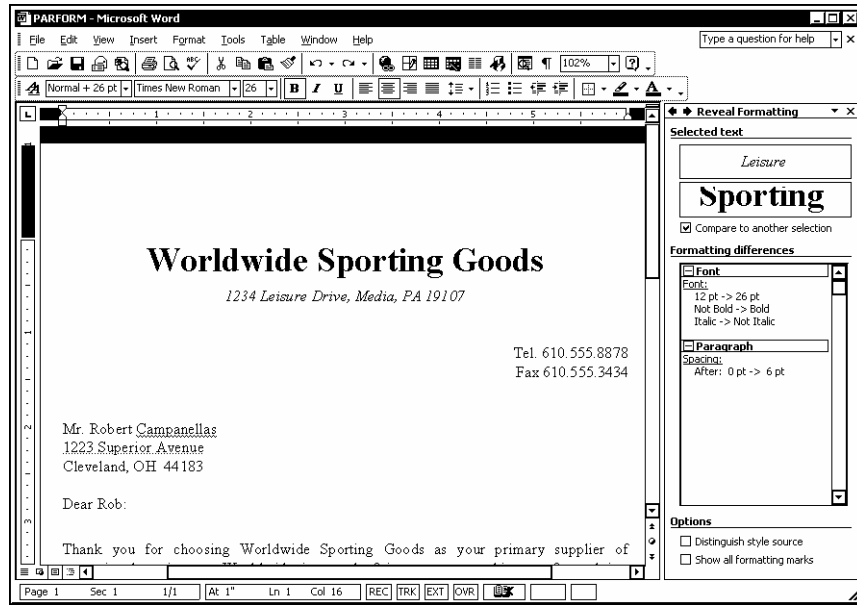 PARFORM - Microsoft Word
File Edit View Insert Format Tools Table Window Help Type a question for help
102%
Normal + 26 pt Times New Roman 26 B I U A
1 2 3 4 5
Reveal Formatting
Selected text
Leisure
Sporting
Compare to another selection
Formatting differences
Font
Font:
12 pt -> 26 pt
Not Bold -> Bold
Italic -> Not Italic
Paragraph
Spacing:
After: 0 pt -> 6 pt
Options
Distinguish style source
Show all formatting marks
Worldwide Sporting Goods
1234 Leisure Drive, Media, PA 19107
Tel. 610.555.8878
Fax 610.555.3434
Mr. Robert Campanellas
1223 Superior Avenue
Cleveland, OH 44183
Dear Rob:
Thank you for choosing Worldwide Sporting Goods as your primary supplier of
Page 1 Sec 1 1/1 At 1" Ln 1 Col 16 REC TRK EXT OVR